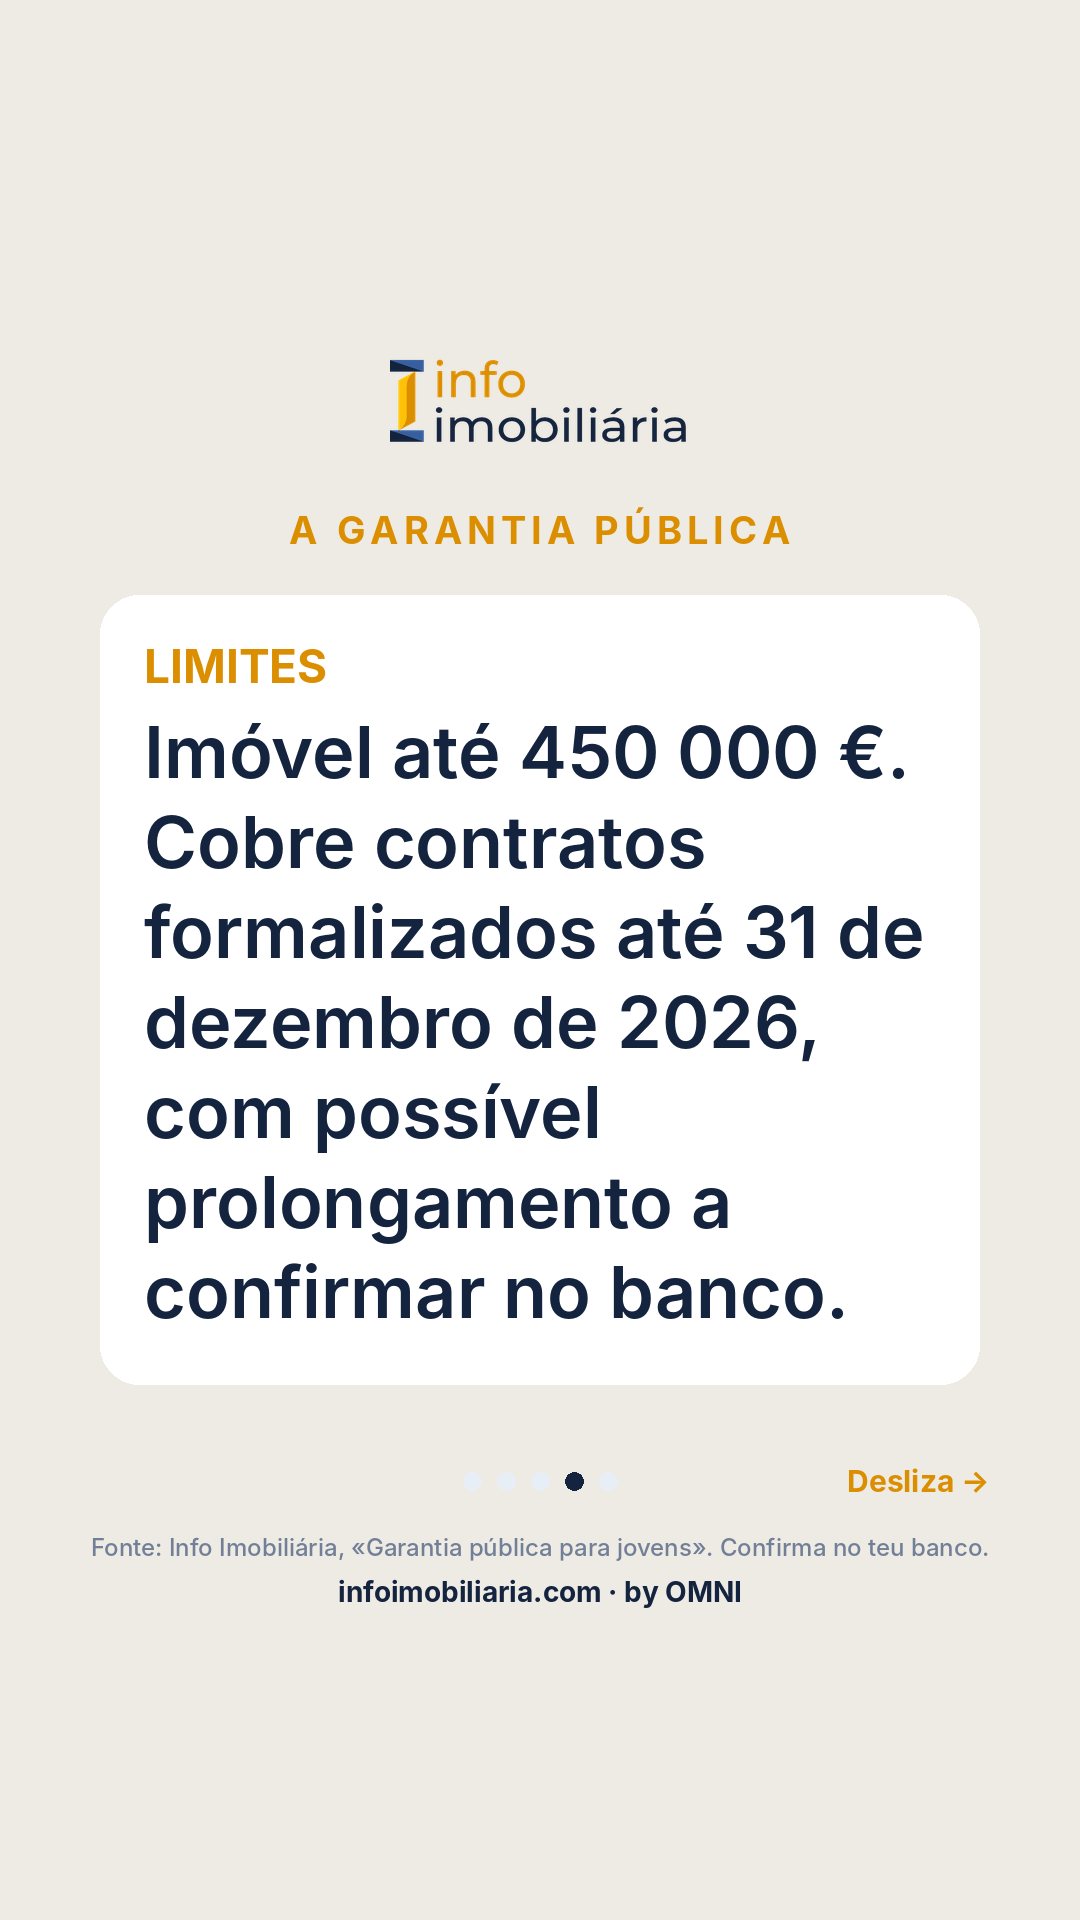 info
imobiliária
A GARANTIA PÚBLICA
LIMITES
Imóvel até 450 000 €.
Cobre contratos
formalizados até 31 de
dezembro de 2026,
com possível
prolongamento a
confirmar no banco.
Desliza →
Fonte: Info Imobiliária, «Garantia pública para jovens». Confirma no teu banco.
infoimobiliaria.com · by OMNI